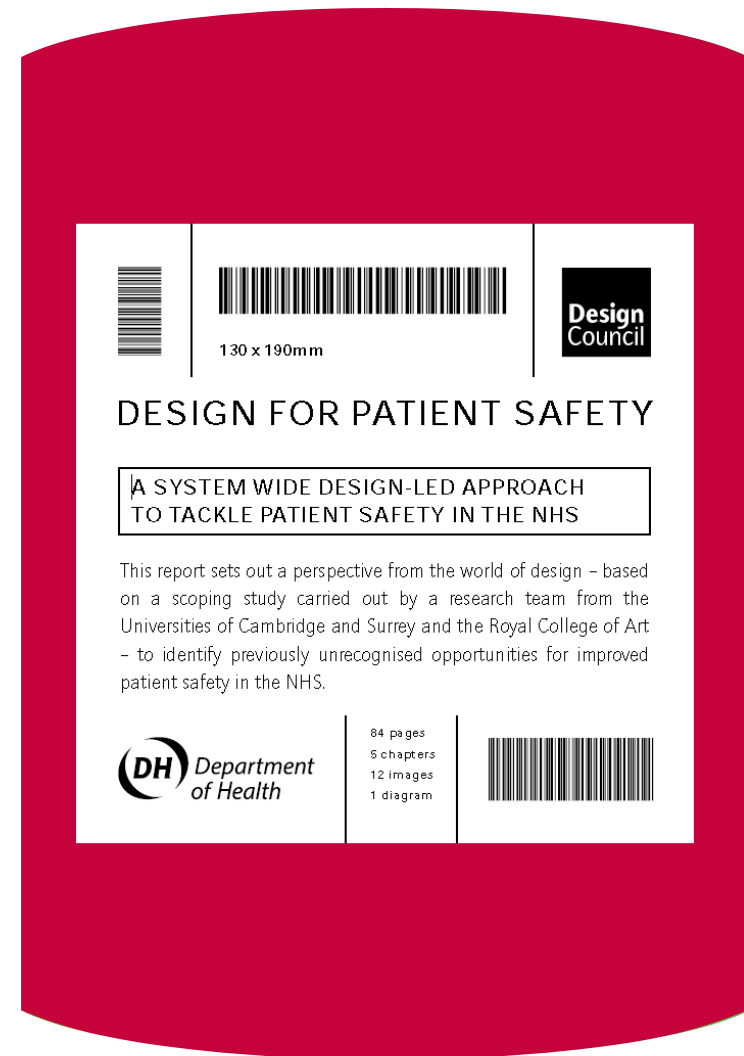 130 x 190mm
Design
Council
DESIGN FOR PATIENT SAFETY
A SYSTEM WIDE DESIGN-LED APPROACH
TO TACKLE PATIENT SAFETY IN THE NHS
This report sets out a perspective from the world of design – based
on a scoping study carried out by a research team from the
Universities of Cambridge and Surrey and the Royal College of Art
– to identify previously unrecognised opportunities for improved
patient safety in the NHS.
DH Department
of Health
84 pages
5 chapters
12 images
1 diagram